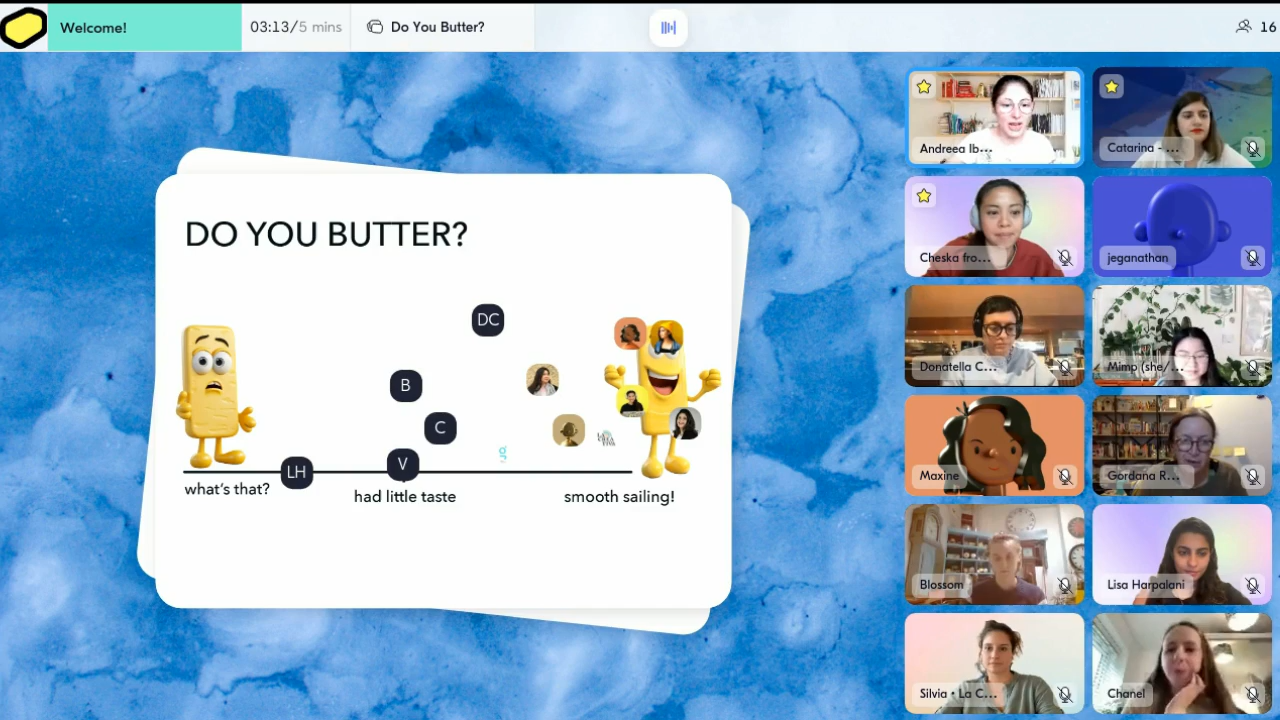 Welcome!
03:13/5 mins
Do You Butter?
16
DO YOU BUTTER?
DC
B
C
g
LH
V
what's that?
had little taste
smooth sailing!
Andreea Ib...
Catarina - ...
Cheska fro...
jeganathan
Donatella C...
Mimp (she/...
Maxine
Gordana R...
Blossom
Lisa Harpalani
Silvia • La C...
Chanel